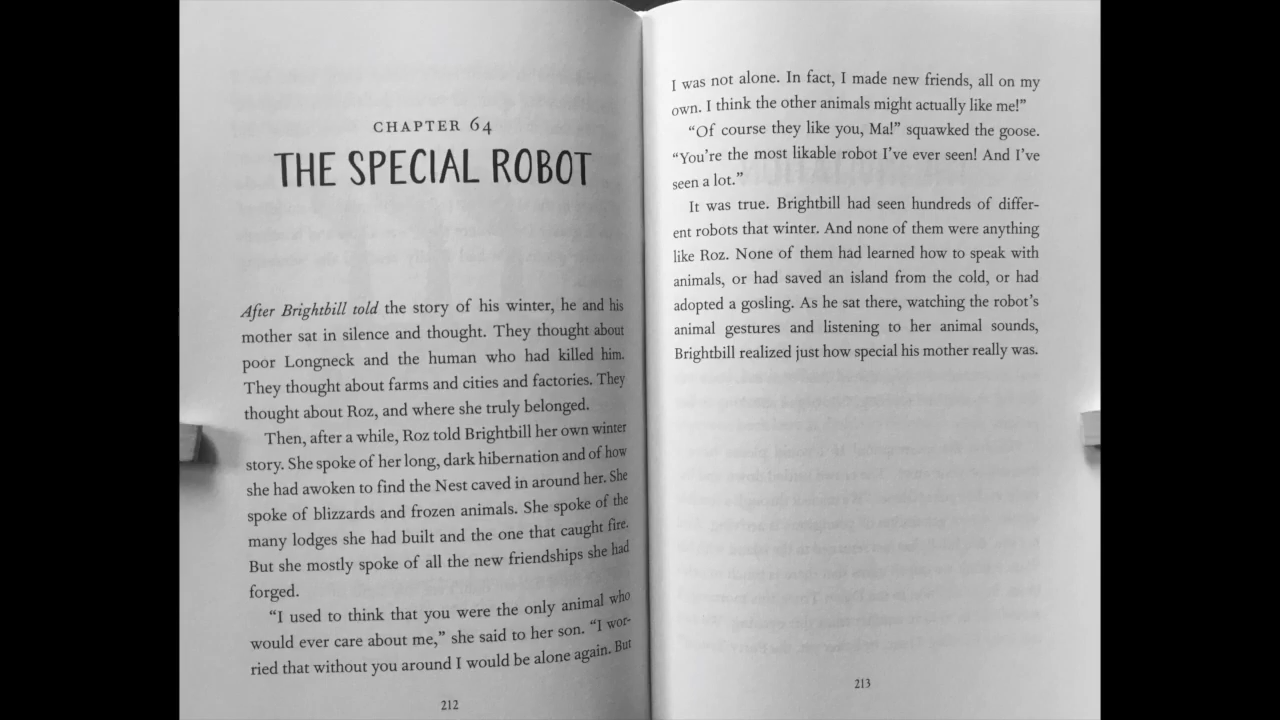 CHAPTER 64
THE SPECIAL ROBOT
After Brightbill told the story of his winter, he and his
mother sat in silence and thought. They thought about
poor Longneck and the human who had killed him.
They thought about farms and cities and factories. They
thought about Roz, and where she truly belonged.
Then, after a while, Roz told Brightbill her own winter
story. She spoke of her long, dark hibernation and of how
she had awoken to find the Nest caved in around her. She
spoke of blizzards and frozen animals. She spoke of the
many lodges she had built and the one that caught fire.
But she mostly spoke of all the new friendships she had
forged.
“I used to think that you were the only animal who
would ever care about me,” she said to her son. “I wor-
ried that without you around I would be alone again. But
212
I was not alone. In fact, I made new friends, all on my
own. I think the other animals might actually like me!”
“Of course they like you, Ma!” squawked the goose.
“You’re the most likable robot I’ve ever seen! And I’ve
seen a lot.”
It was true. Brightbill had seen hundreds of differ-
ent robots that winter. And none of them were anything
like Roz. None of them had learned how to speak with
animals, or had saved an island from the cold, or had
adopted a gosling. As he sat there, watching the robot’s
animal gestures and listening to her animal sounds,
Brightbill realized just how special his mother really was.
213